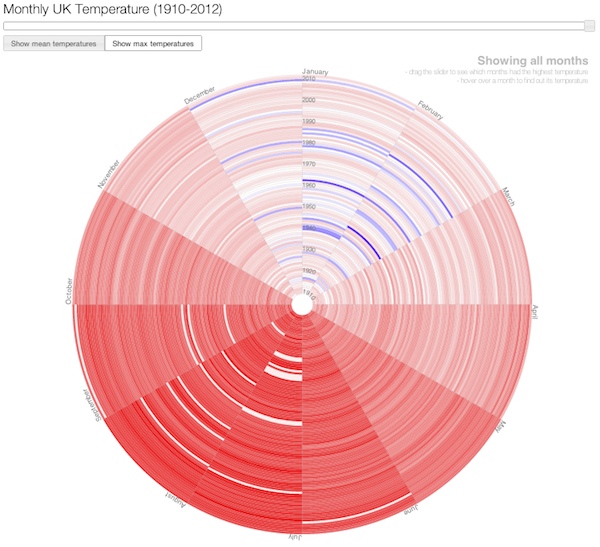 Monthly UK Temperature (1910-2012)
Show mean temperatures
Show max temperatures
Showing all months
- drag the slider to see which months had the highest temperature
- hover over a month to find out its temperature
January
February
March
April
May
June
July
August
September
October
November
December
2010
2000
1990
1980
1970
1960
1950
1940
1930
1920
1910